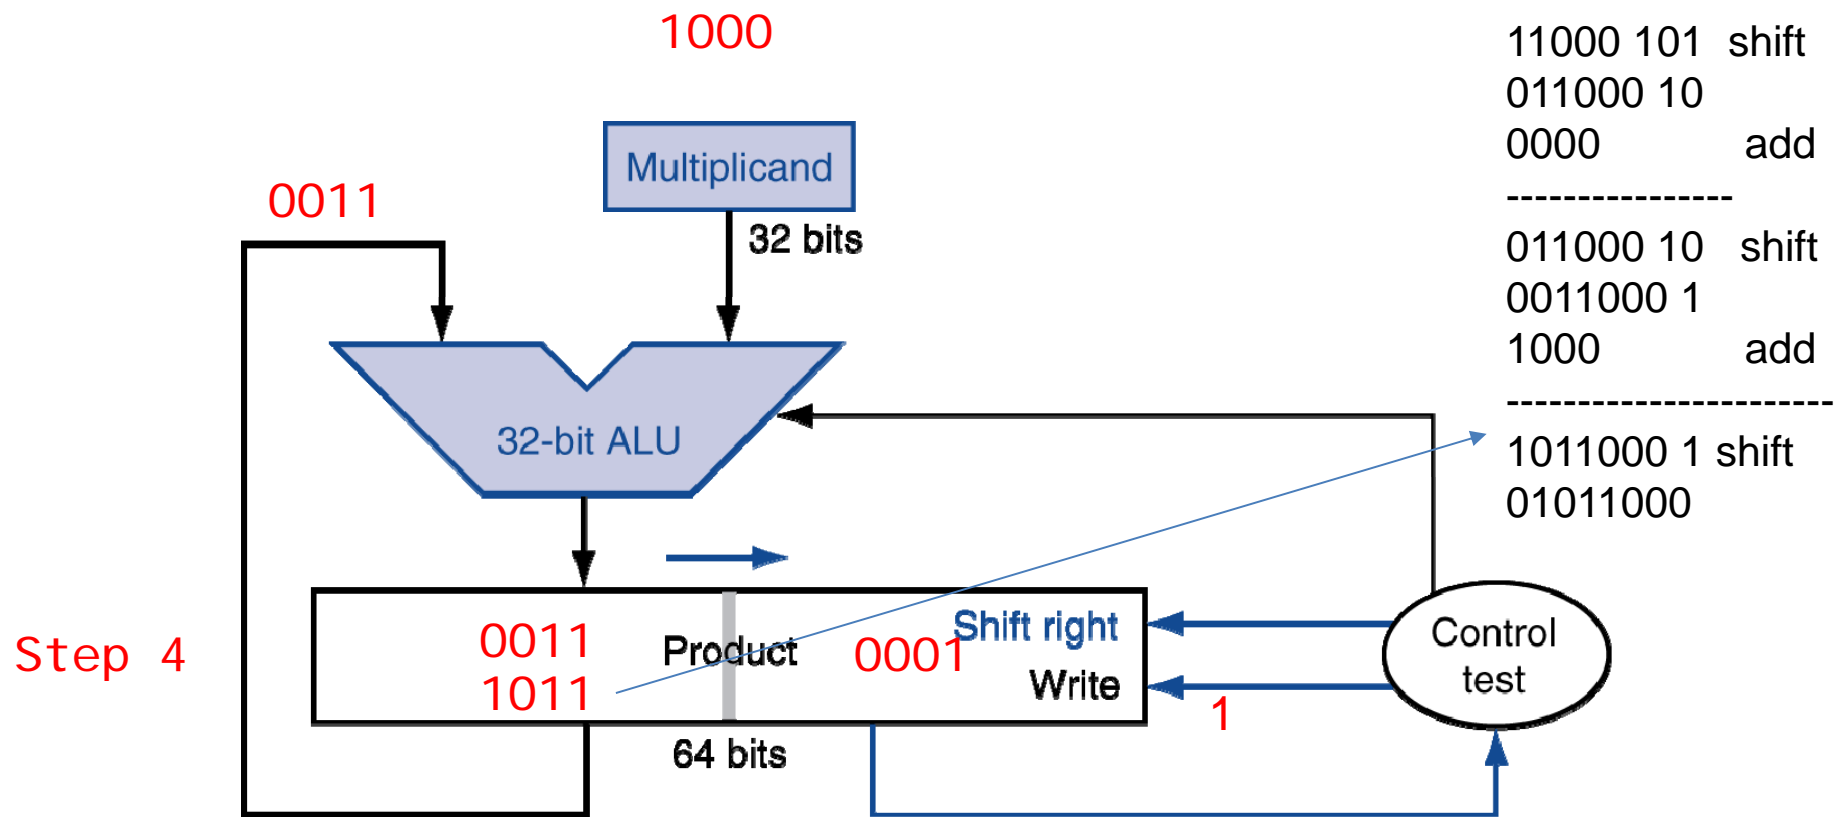 1000
Multiplicand
0011
32 bits
32-bit ALU
Step 4
0011
1011
Product
0001
Shift right
Write
1
64 bits
Control
test
11000 101 shift
011000 10
0000 add
----------------
011000 10 shift
0011000 1
1000 add
-----------------------
1011000 1 shift
01011000